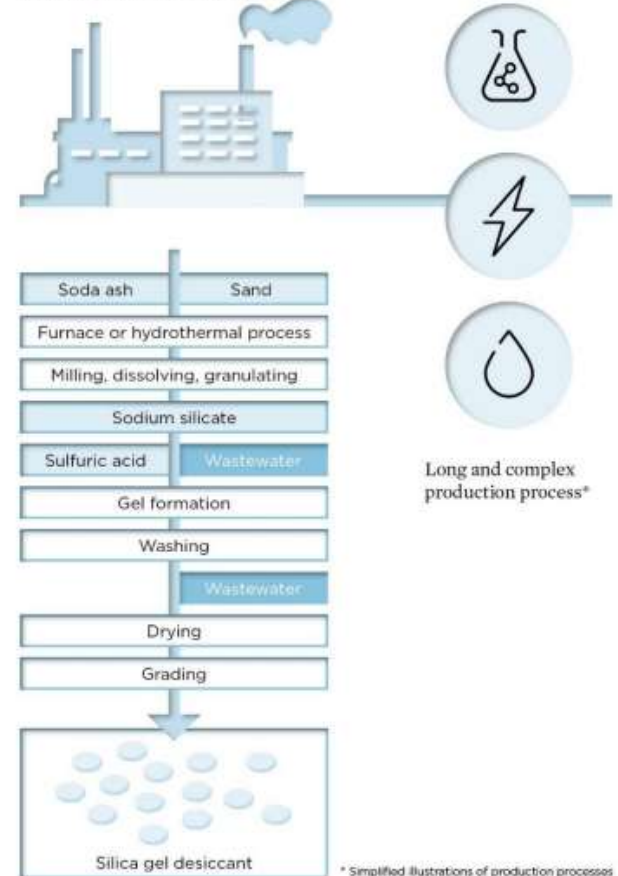 Soda ash
Sand
Furnace or hydrothermal process
Milling, dissolving, granulating
Sodium silicate
Sulfuric acid
Wastewater
Gel formation
Washing
Wastewater
Drying
Grading
Silica gel desiccant
Long and complex
production process*
* Simplified illustrations of production processes